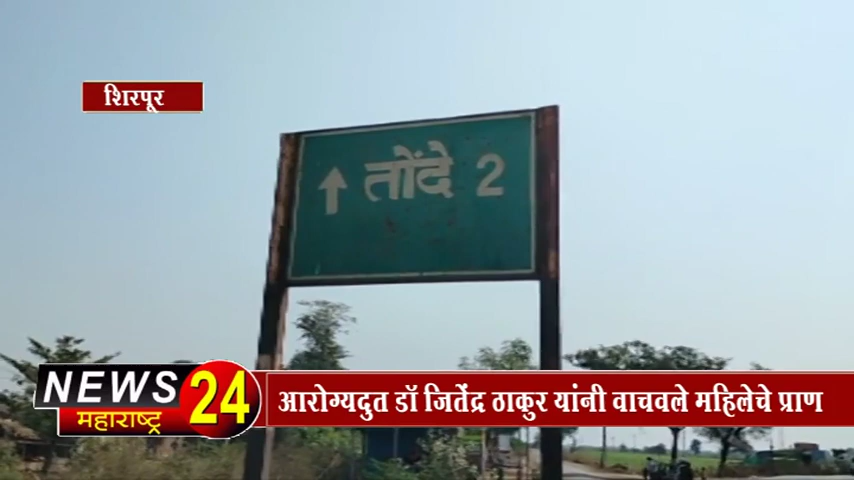 शिरपूर
↑ तोंदे 2
NEWS 24
महाराष्ट्र
आरोग्यदुत डॉ जितेंद्र ठाकुर यांनी वाचवले महिलेचे प्राण